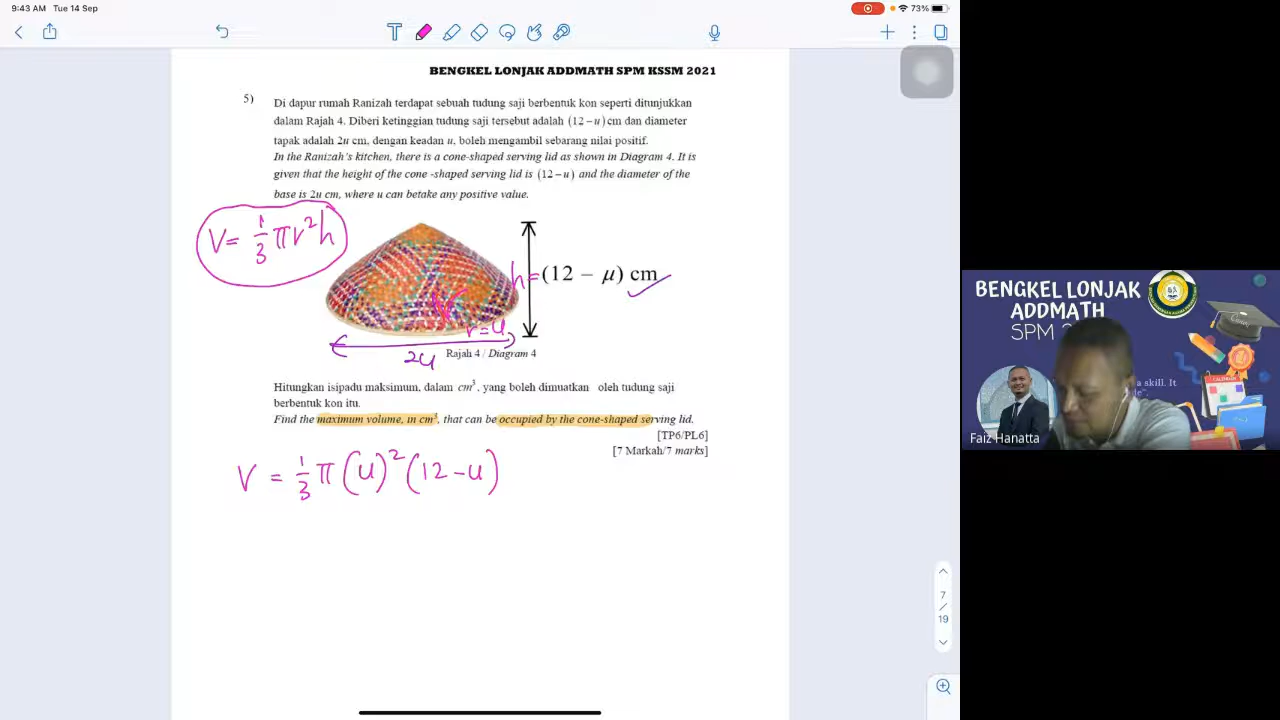 9:43 AM Tue 14 Sep
73%
BENGKEL LONJAK ADDMATH SPM KSSM 2021
5) Di dapur rumah Ranizah terdapat sebuah tudung saji berbentuk kon seperti ditunjukkan
dalam Rajah 4. Diberi ketinggian tudung saji tersebut adalah (12 – u) cm dan diameter
tapak adalah 2u cm, dengan keadan u, boleh mengambil sebarang nilai positif.
In the Ranizah's kitchen, there is a cone-shaped serving lid as shown in Diagram 4. It is
given that the height of the cone -shaped serving lid is (12 – u) and the diameter of the
base is 2u cm, where u can betake any positive value.
V = 1/3 πr²h
h = (12 – μ) cm
r = u
2u
Rajah 4 / Diagram 4
Hitungkan isipadu maksimum, dalam cm³, yang boleh dimuatkan oleh tudung saji
berbentuk kon itu.
Find the maximum volume, in cm³, that can be occupied by the cone-shaped serving lid.
[TP6/PL6]
[7 Markah/7 marks]
V = 1/3 π (u)² (12 – u)
7
/
19
BENGKEL LONJAK
ADDMATH
SPM 2
a skill. It
Faiz Hanatta